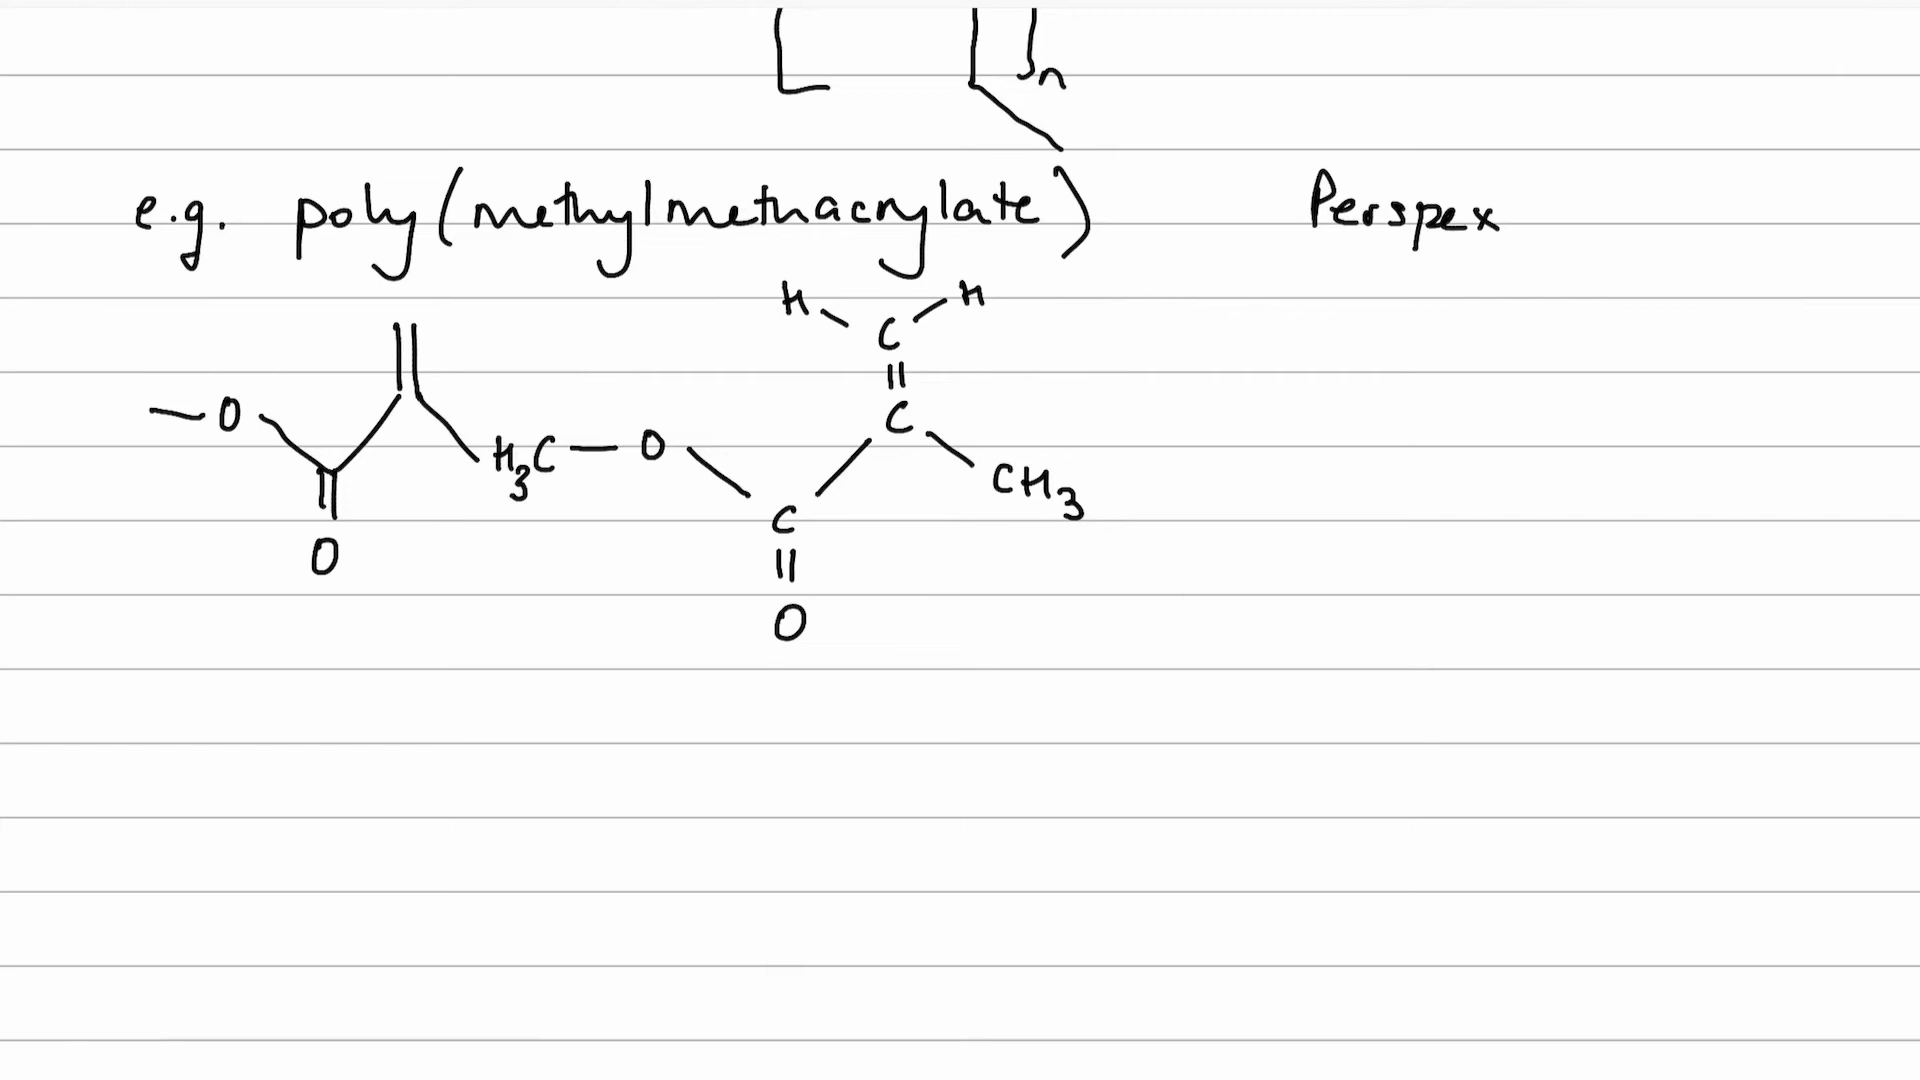 n
e.g. poly(methylmethacrylate) Perspex
H H
C
C
O H₃C O
CH₃
C
O
O